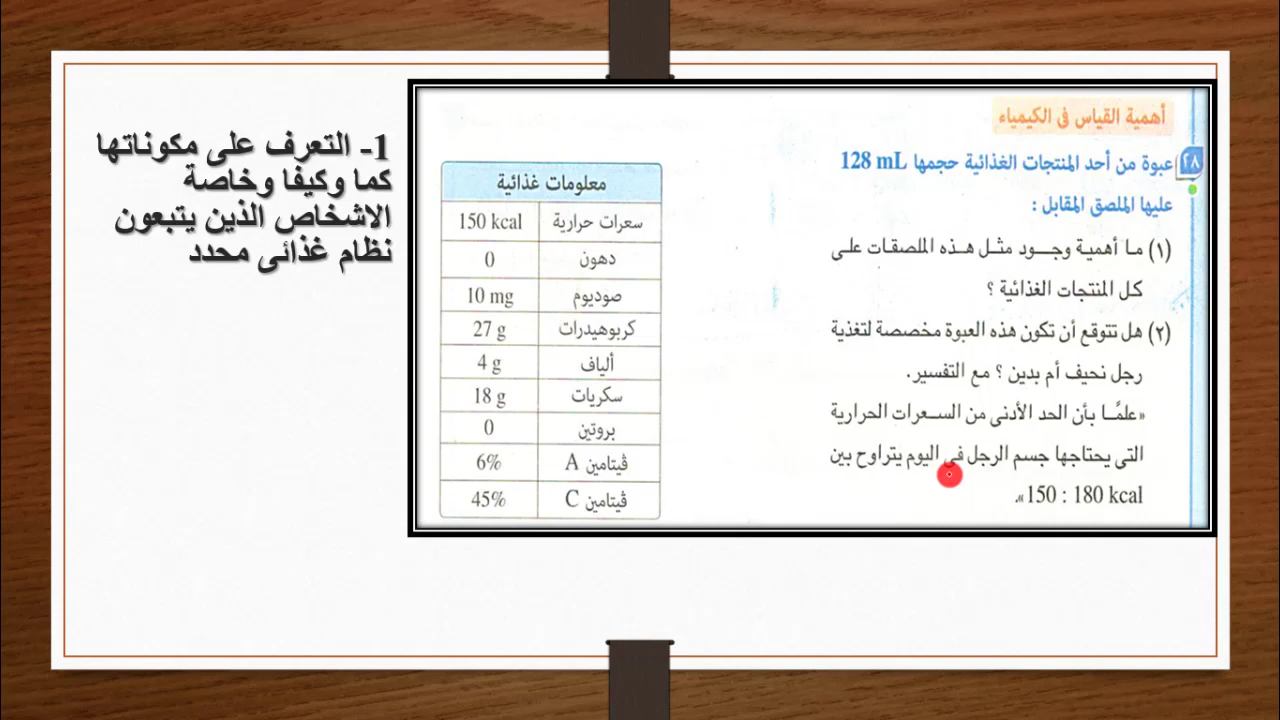 أهمية القياس فى الكيمياء
٢٨ عبوة من أحد المنتجات الغذائية حجمها 128 mL
عليها الملصق المقابل :
(١) ما أهمية وجود مثل هذه الملصقات على
كل المنتجات الغذائية ؟
(٢) هل تتوقع أن تكون هذه العبوة مخصصة لتغذية
رجل نحيف أم بدين ؟ مع التفسير.
«علمًا بأن الحد الأدنى من السعرات الحرارية
التى يحتاجها جسم الرجل فى اليوم يتراوح بين
150 : 180 kcal».
معلومات غذائية
سعرات حرارية 150 kcal
دهون 0
صوديوم 10 mg
كربوهيدرات 27 g
ألياف 4 g
سكريات 18 g
بروتين 0
ڤيتامين A 6%
ڤيتامين C 45%
1- التعرف على مكوناتها
كما وكيفا وخاصة
الاشخاص الذين يتبعون
نظام غذائى محدد